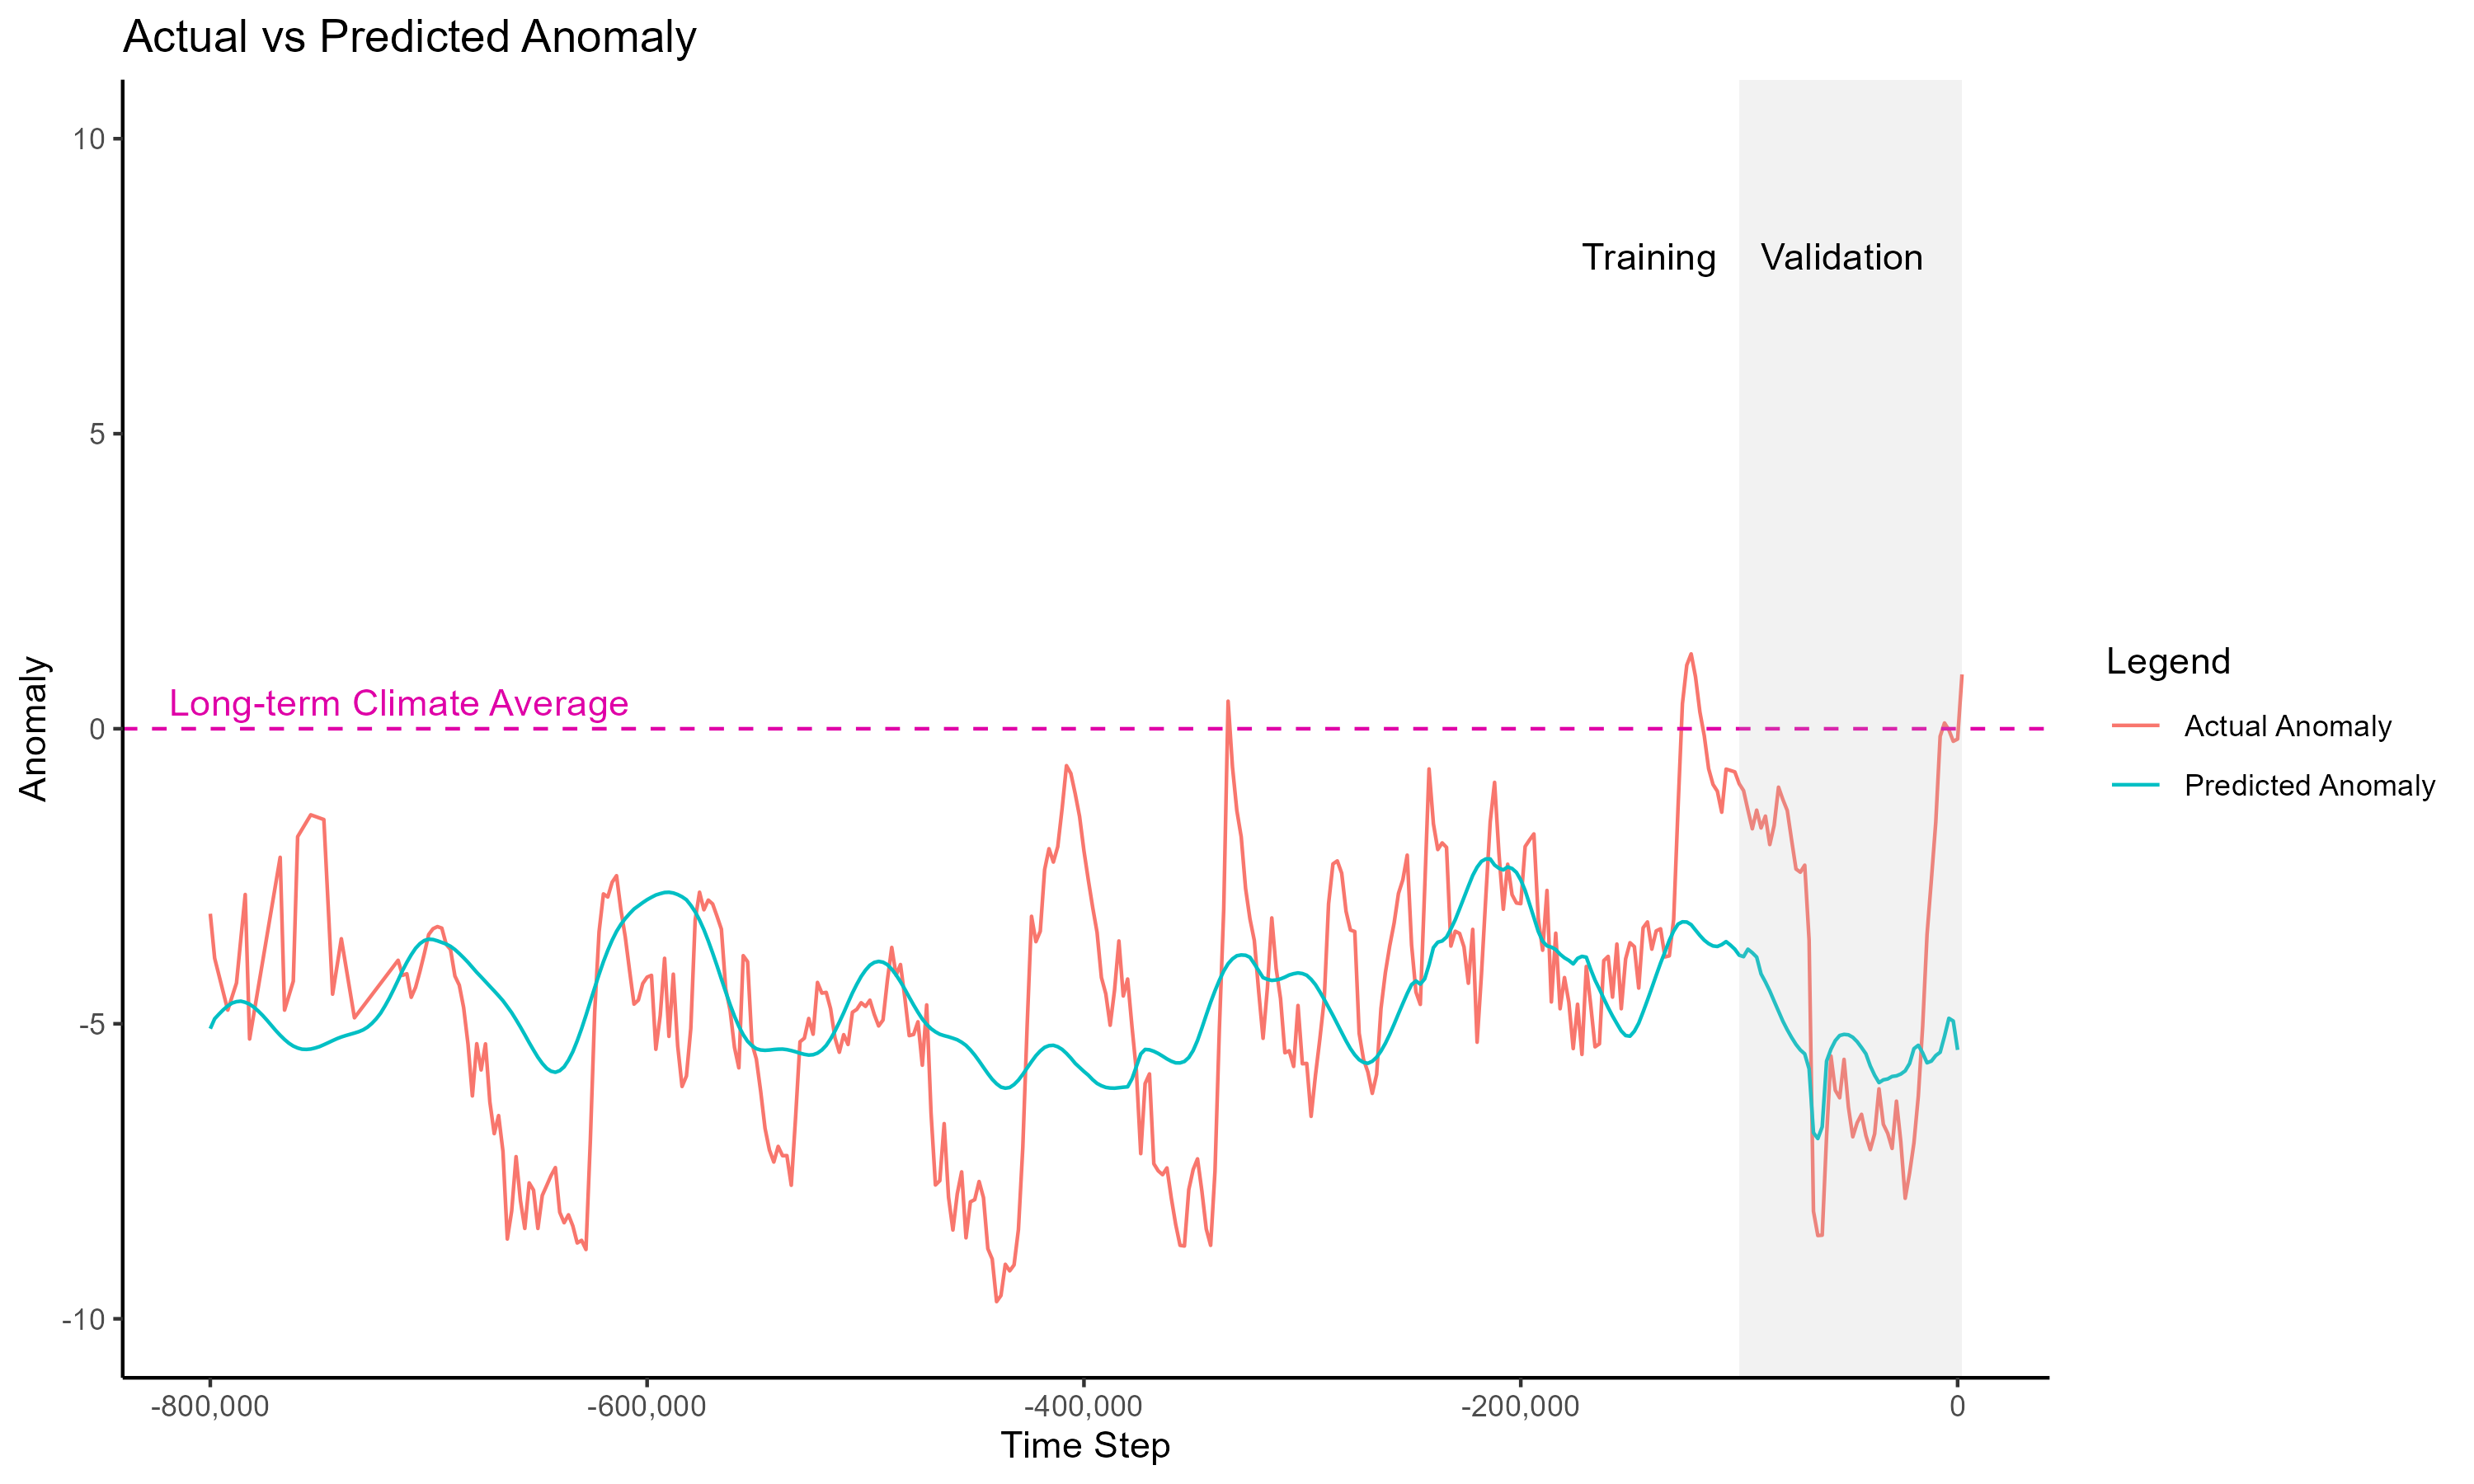 Actual vs Predicted Anomaly
10
5
0
-5
-10
Anomaly
Training
Validation
Long-term Climate Average
-800,000
-600,000
-400,000
-200,000
0
Time Step
Legend
Actual Anomaly
Predicted Anomaly